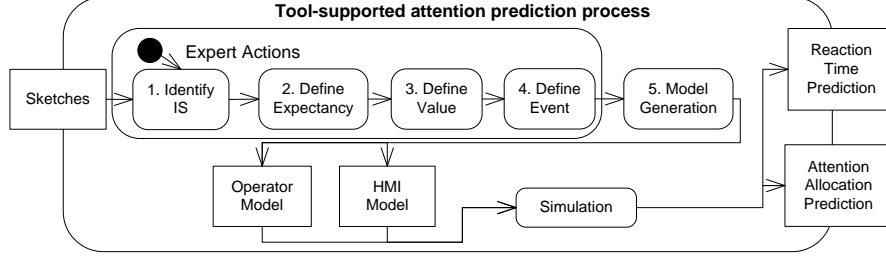 Tool-supported attention prediction process
Expert Actions
Sketches
1. Identify
IS
2. Define
Expectancy
3. Define
Value
4. Define
Event
5. Model
Generation
Reaction
Time
Prediction
Operator
Model
HMI
Model
Simulation
Attention
Allocation
Prediction